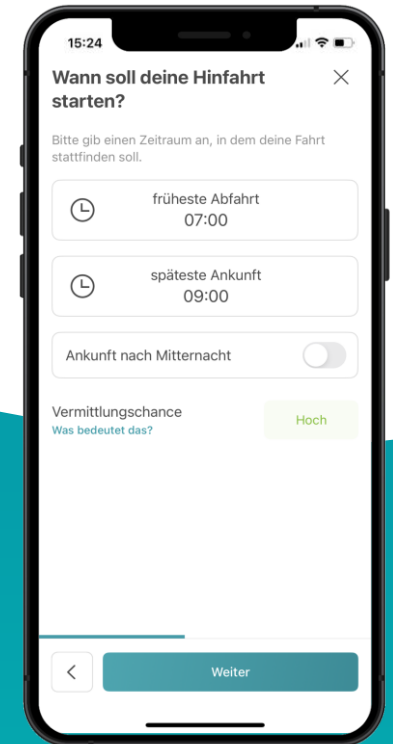 15:24
Wann soll deine Hinfahrt
starten?
Bitte gib einen Zeitraum an, in dem deine Fahrt
stattfinden soll.
früheste Abfahrt
07:00
späteste Ankunft
09:00
Ankunft nach Mitternacht
Vermittlungschance
Was bedeutet das?
Hoch
Weiter